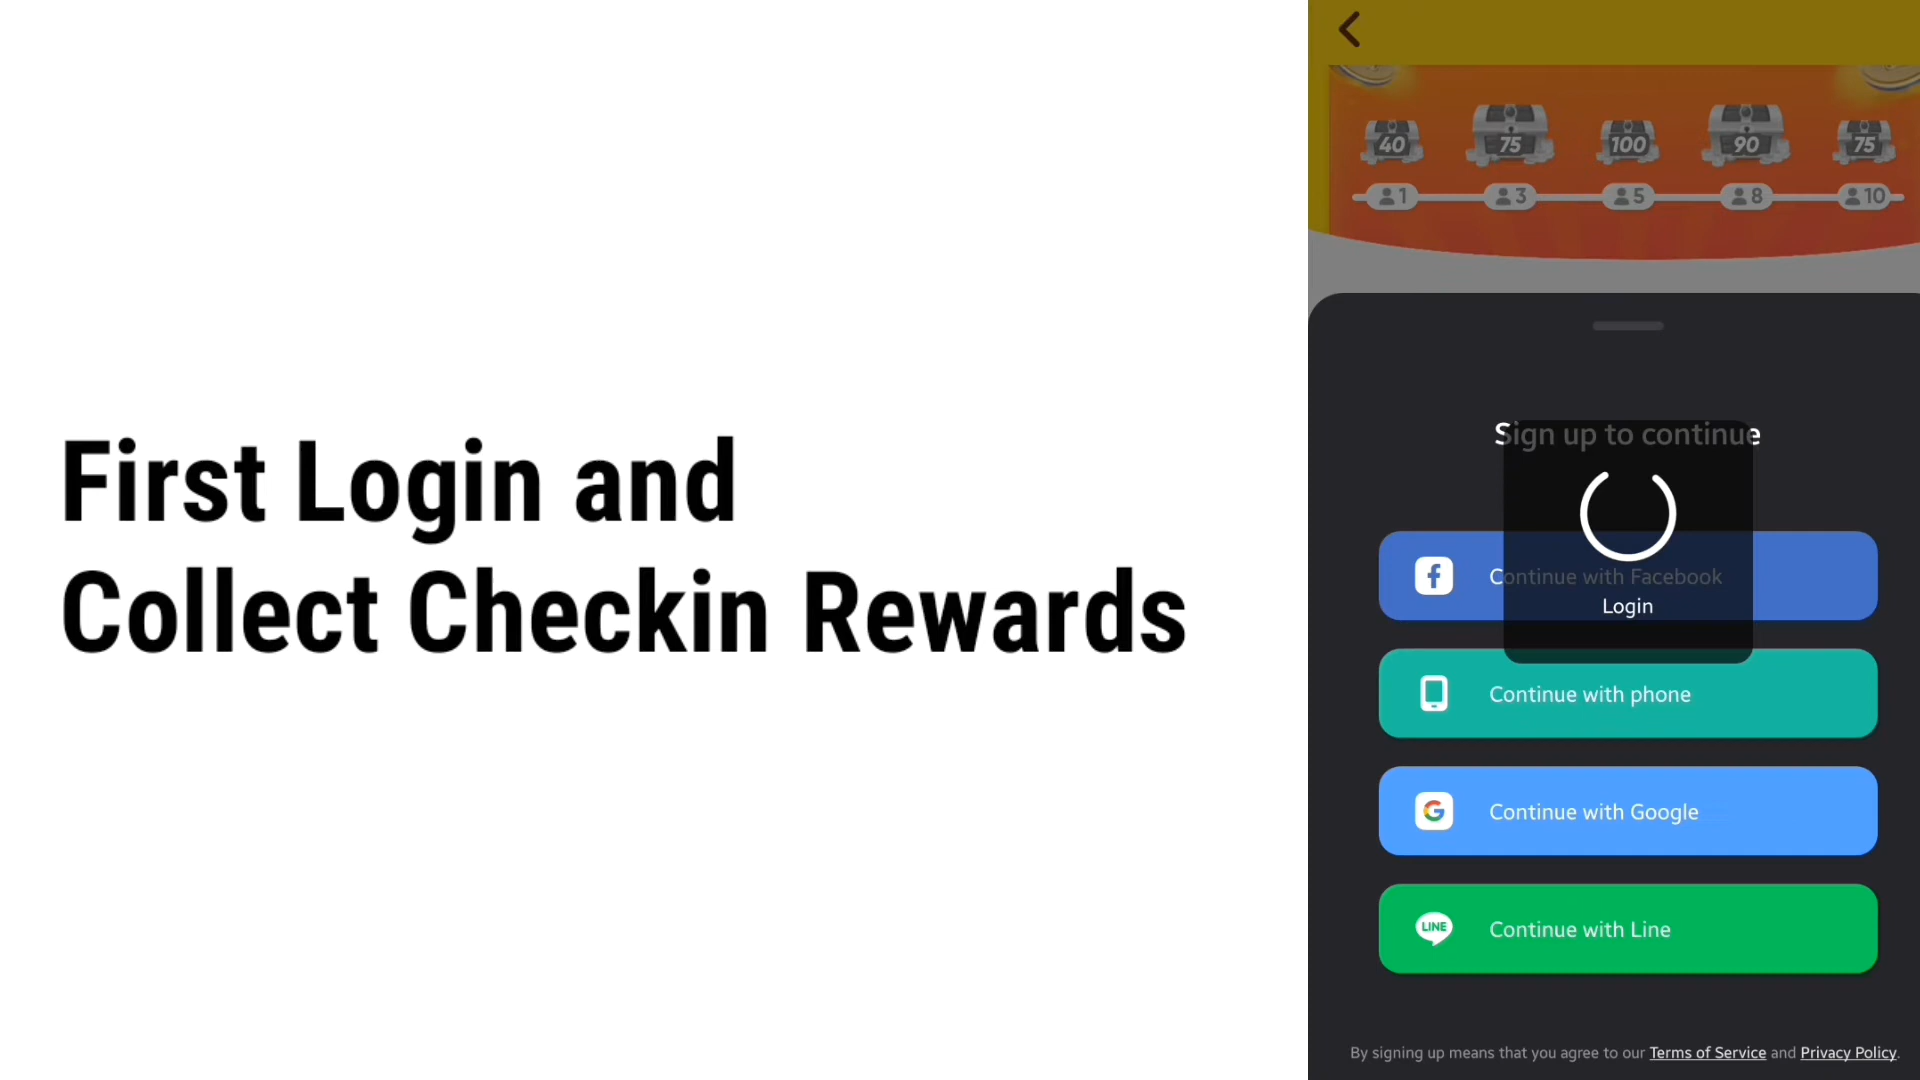 First Login and
Collect Checkin Rewards
40 75 100 90 75
1 3 5 8 10
Sign up to continue
Continue with Facebook
Login
Continue with phone
Continue with Google
LINE Continue with Line
By signing up means that you agree to our Terms of Service and Privacy Policy.